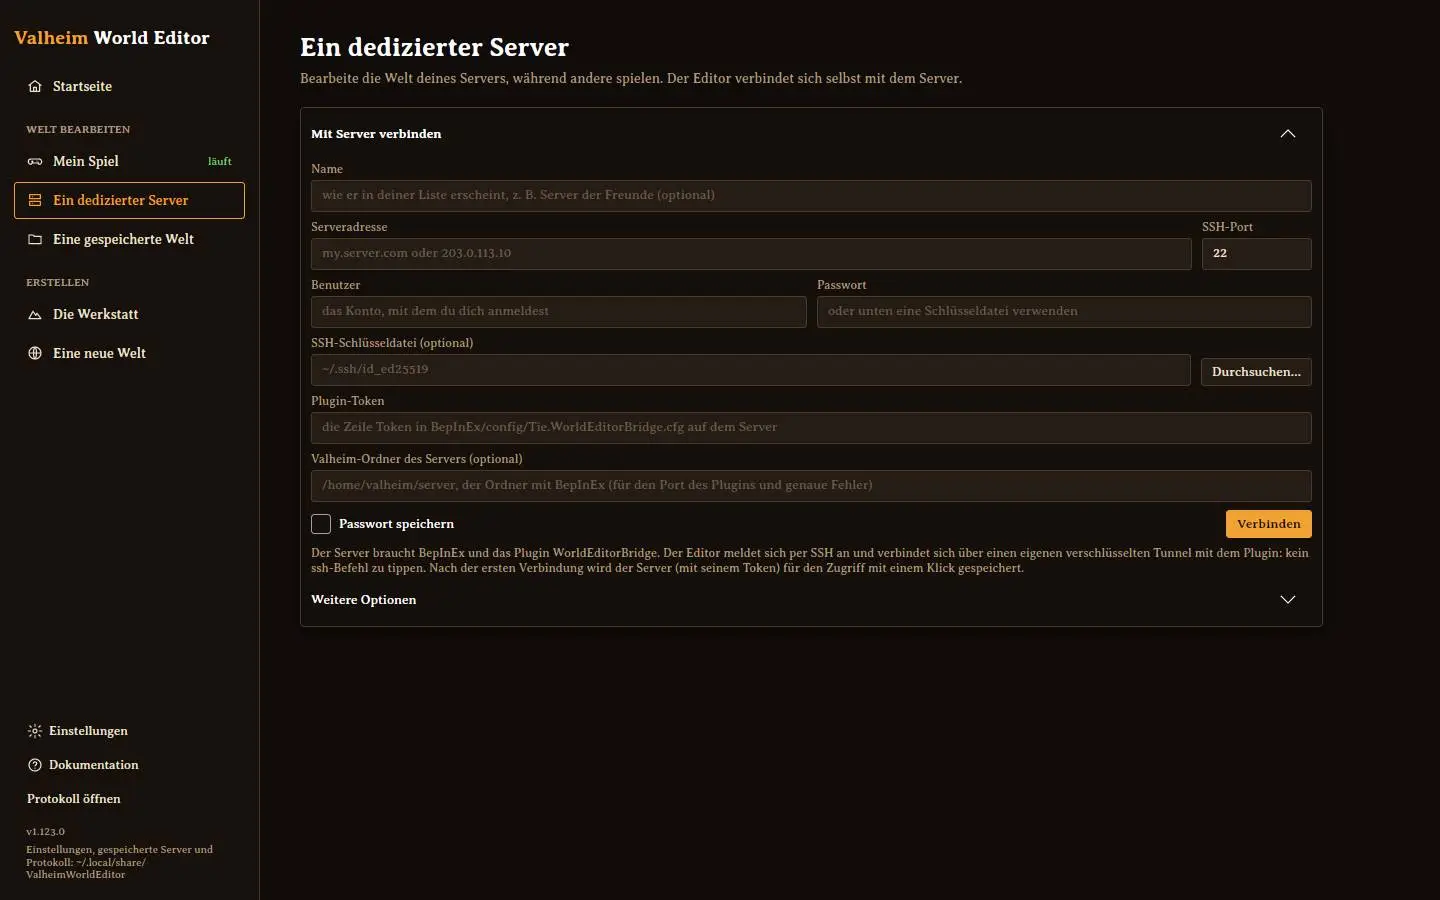 Valheim World Editor
Startseite
WELT BEARBEITEN
Mein Spiel
läuft
Ein dedizierter Server
Eine gespeicherte Welt
ERSTELLEN
Die Werkstatt
Eine neue Welt
Einstellungen
Dokumentation
Protokoll öffnen
v1.123.0
Einstellungen, gespeicherte Server und
Protokoll: ~/.local/share/
ValheimWorldEditor
Ein dedizierter Server
Bearbeite die Welt deines Servers, während andere spielen. Der Editor verbindet sich selbst mit dem Server.
Mit Server verbinden
Name
wie er in deiner Liste erscheint, z. B. Server der Freunde (optional)
Serveradresse
SSH-Port
my.server.com oder 203.0.113.10
22
Benutzer
Passwort
das Konto, mit dem du dich anmeldest
oder unten eine Schlüsseldatei verwenden
SSH-Schlüsseldatei (optional)
~/.ssh/id_ed25519
Durchsuchen...
Plugin-Token
die Zeile Token in BepInEx/config/Tie.WorldEditorBridge.cfg auf dem Server
Valheim-Ordner des Servers (optional)
/home/valheim/server, der Ordner mit BepInEx (für den Port des Plugins und genaue Fehler)
Passwort speichern
Verbinden
Der Server braucht BepInEx und das Plugin WorldEditorBridge. Der Editor meldet sich per SSH an und verbindet sich über einen eigenen verschlüsselten Tunnel mit dem Plugin: kein
ssh-Befehl zu tippen. Nach der ersten Verbindung wird der Server (mit seinem Token) für den Zugriff mit einem Klick gespeichert.
Weitere Optionen